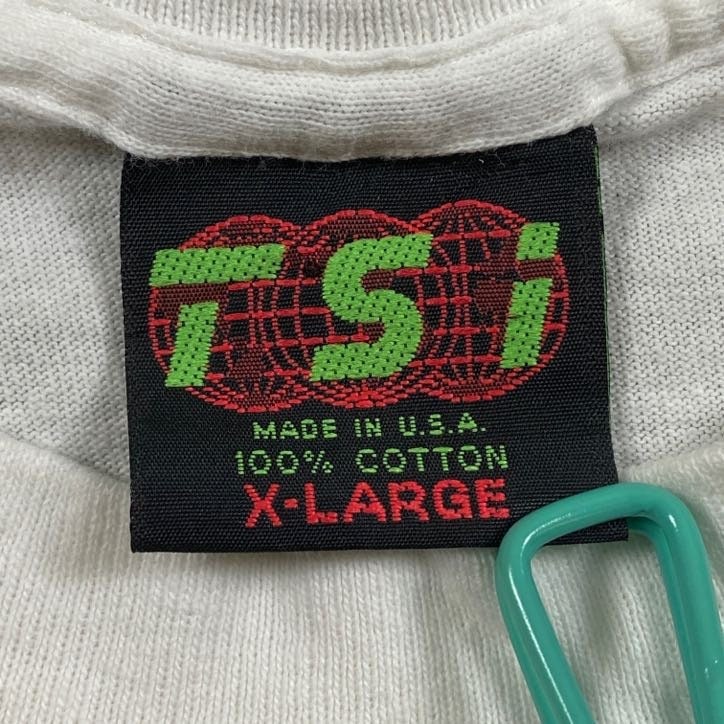 TSi
MADE IN U.S.A.
100% COTTON
X-LARGE